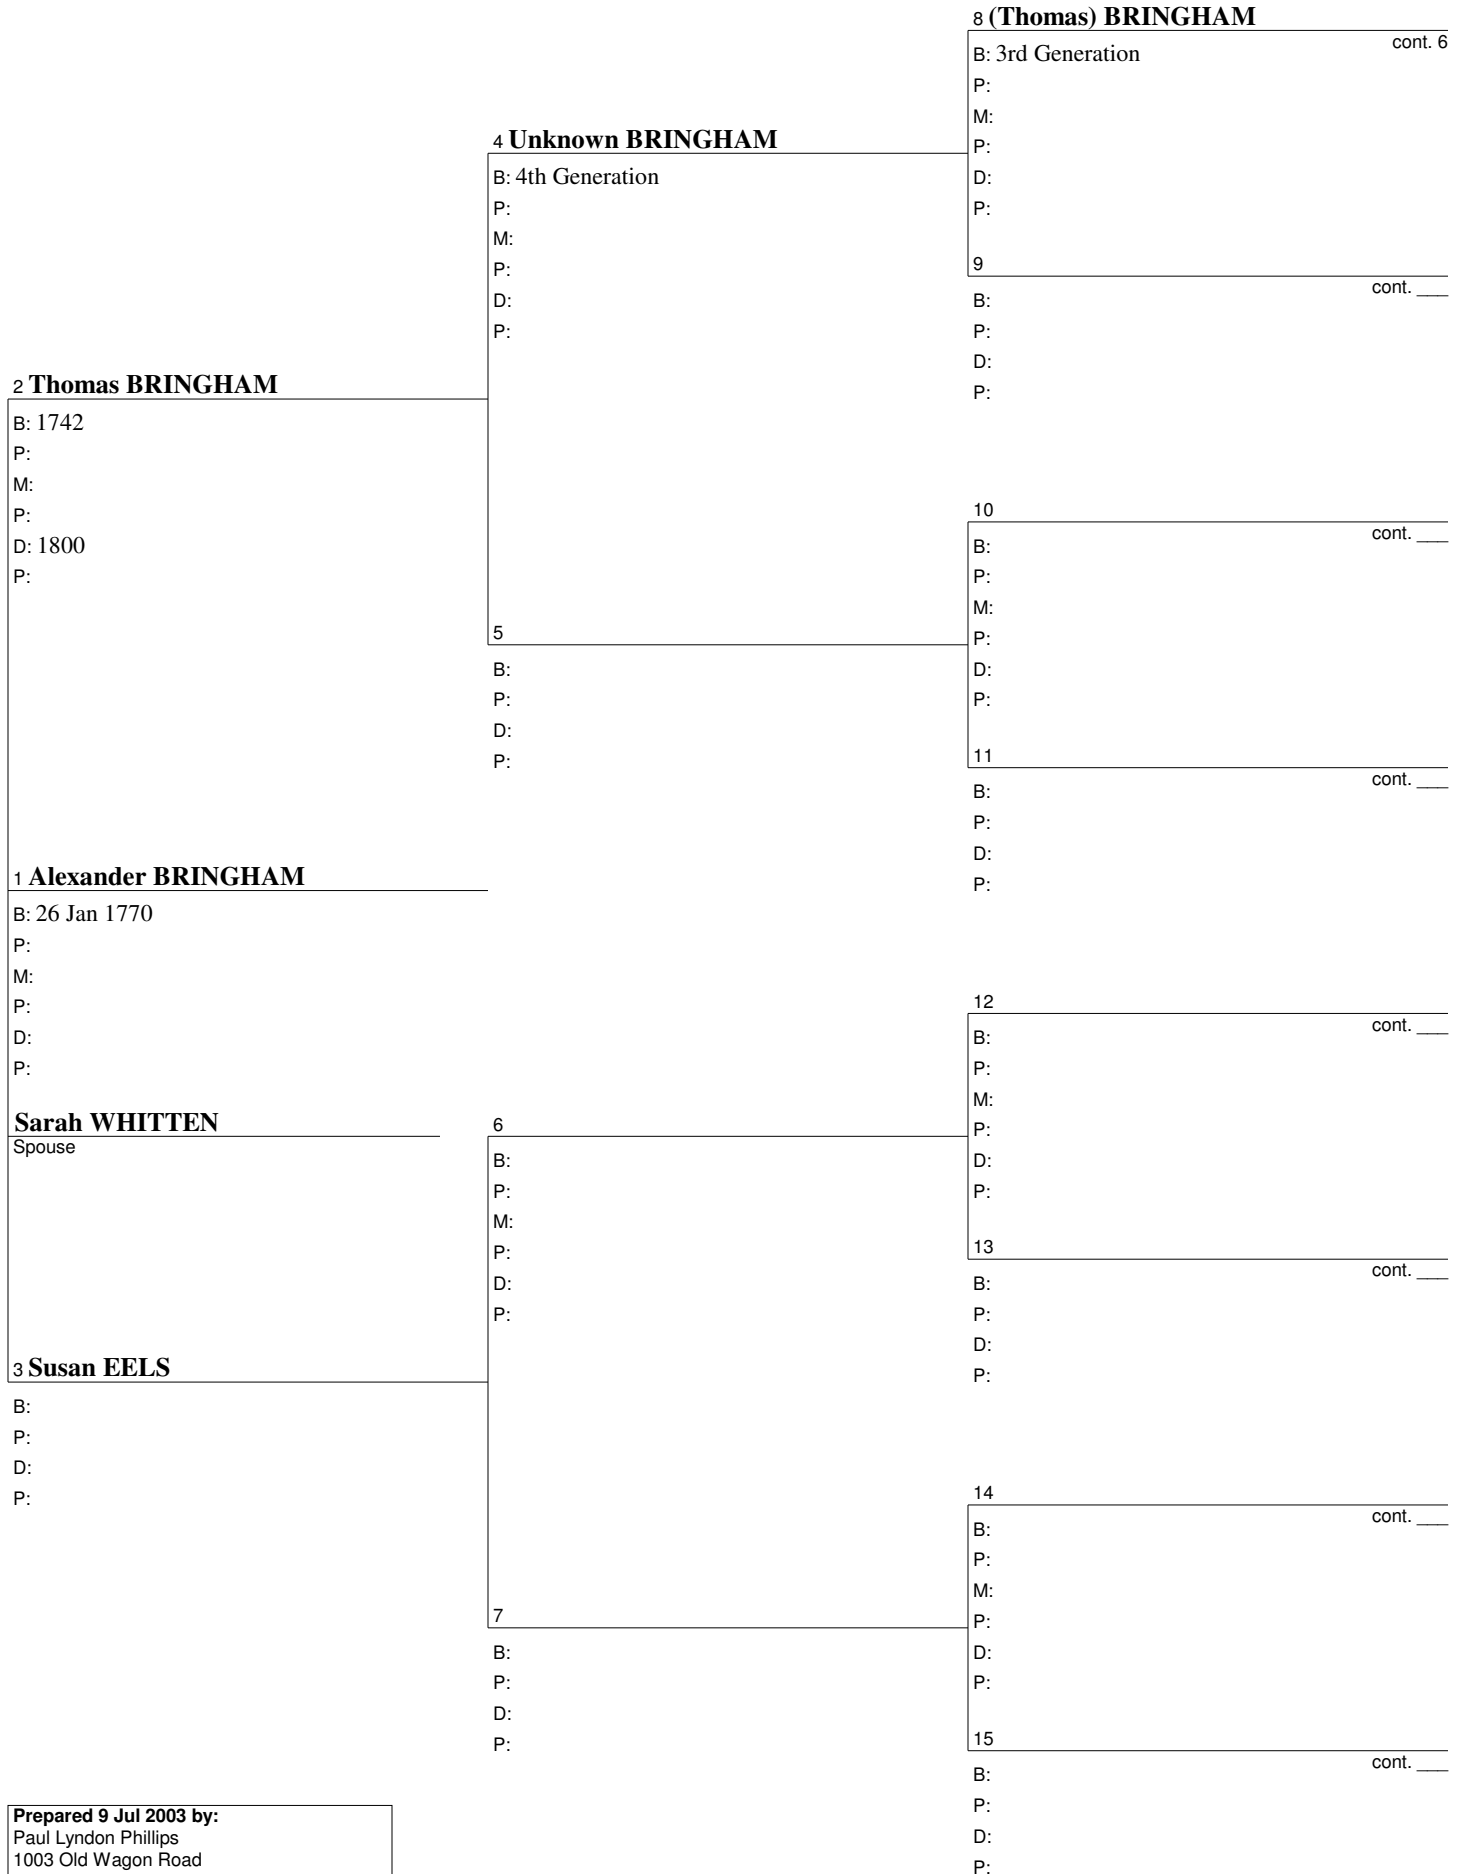 8 (Thomas) BRINGHAM
cont. 6
B: 3rd Generation
P:
M:
P:
D:
P:
4 Unknown BRINGHAM
B: 4th Generation
P:
M:
P:
D:
P:
9
cont. ___
B:
P:
D:
P:
2 Thomas BRINGHAM
B: 1742
P:
M:
P:
D: 1800
P:
10
cont. ___
B:
P:
M:
P:
D:
P:
5
B:
P:
D:
P:
11
cont. ___
B:
P:
D:
P:
1 Alexander BRINGHAM
B: 26 Jan 1770
P:
M:
P:
D:
P:
12
cont. ___
B:
P:
M:
P:
D:
P:
Sarah WHITTEN
Spouse
6
B:
P:
M:
P:
D:
P:
13
cont. ___
B:
P:
D:
P:
3 Susan EELS
B:
P:
D:
P:
14
cont. ___
B:
P:
M:
P:
D:
P:
7
B:
P:
D:
P:
15
cont. ___
B:
P:
D:
P:
Prepared 9 Jul 2003 by:
Paul Lyndon Phillips
1003 Old Wagon Road